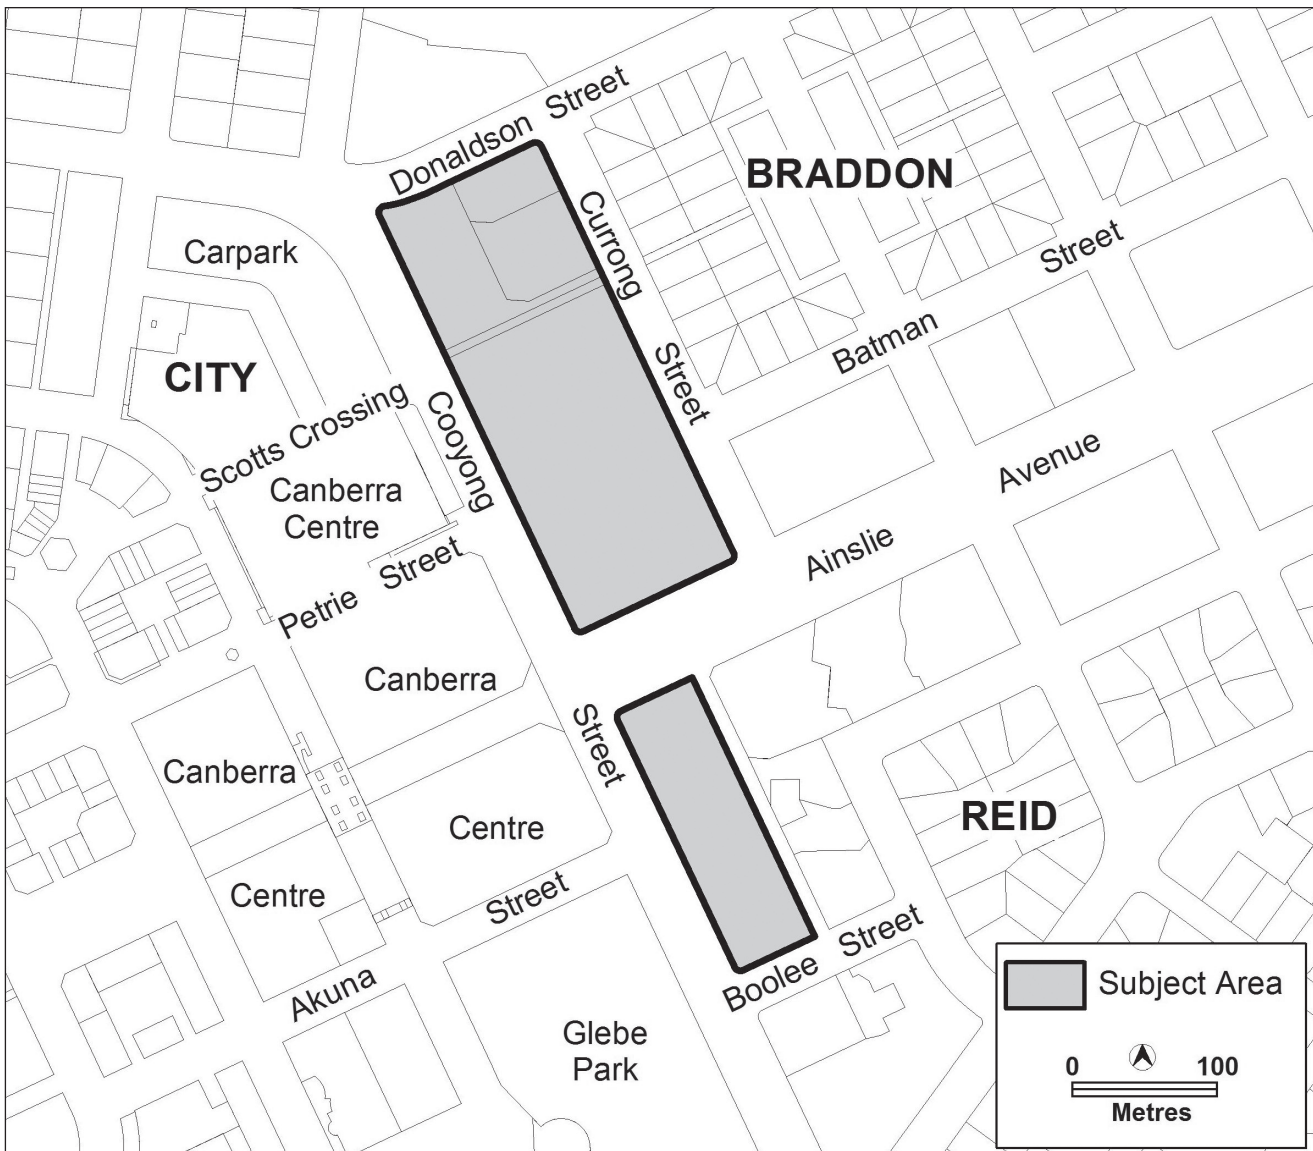 Donaldson Street
BRADDON
Currong Street
Carpark
Batman Street
CITY
Scotts Crossing
Cooyong Street
Canberra
Centre
Avenue
Ainslie
Petrie Street
Canberra
Canberra
Centre
REID
Centre
Akuna Street
Boolee Street
Glebe
Park
Subject Area
0 100
Metres